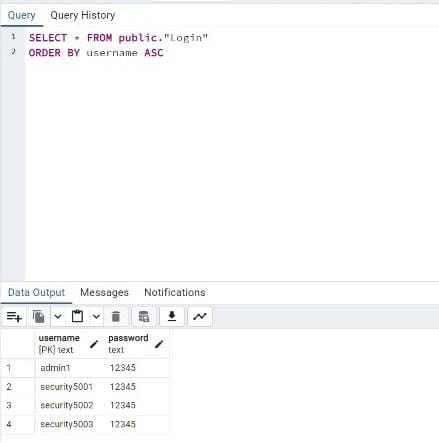 Query Query History
1 SELECT * FROM public."Login"
2 ORDER BY username ASC
Data Output Messages Notifications
username password
[PK] text text
1 admin1 12345
2 security5001 12345
3 security5002 12345
4 security5003 12345